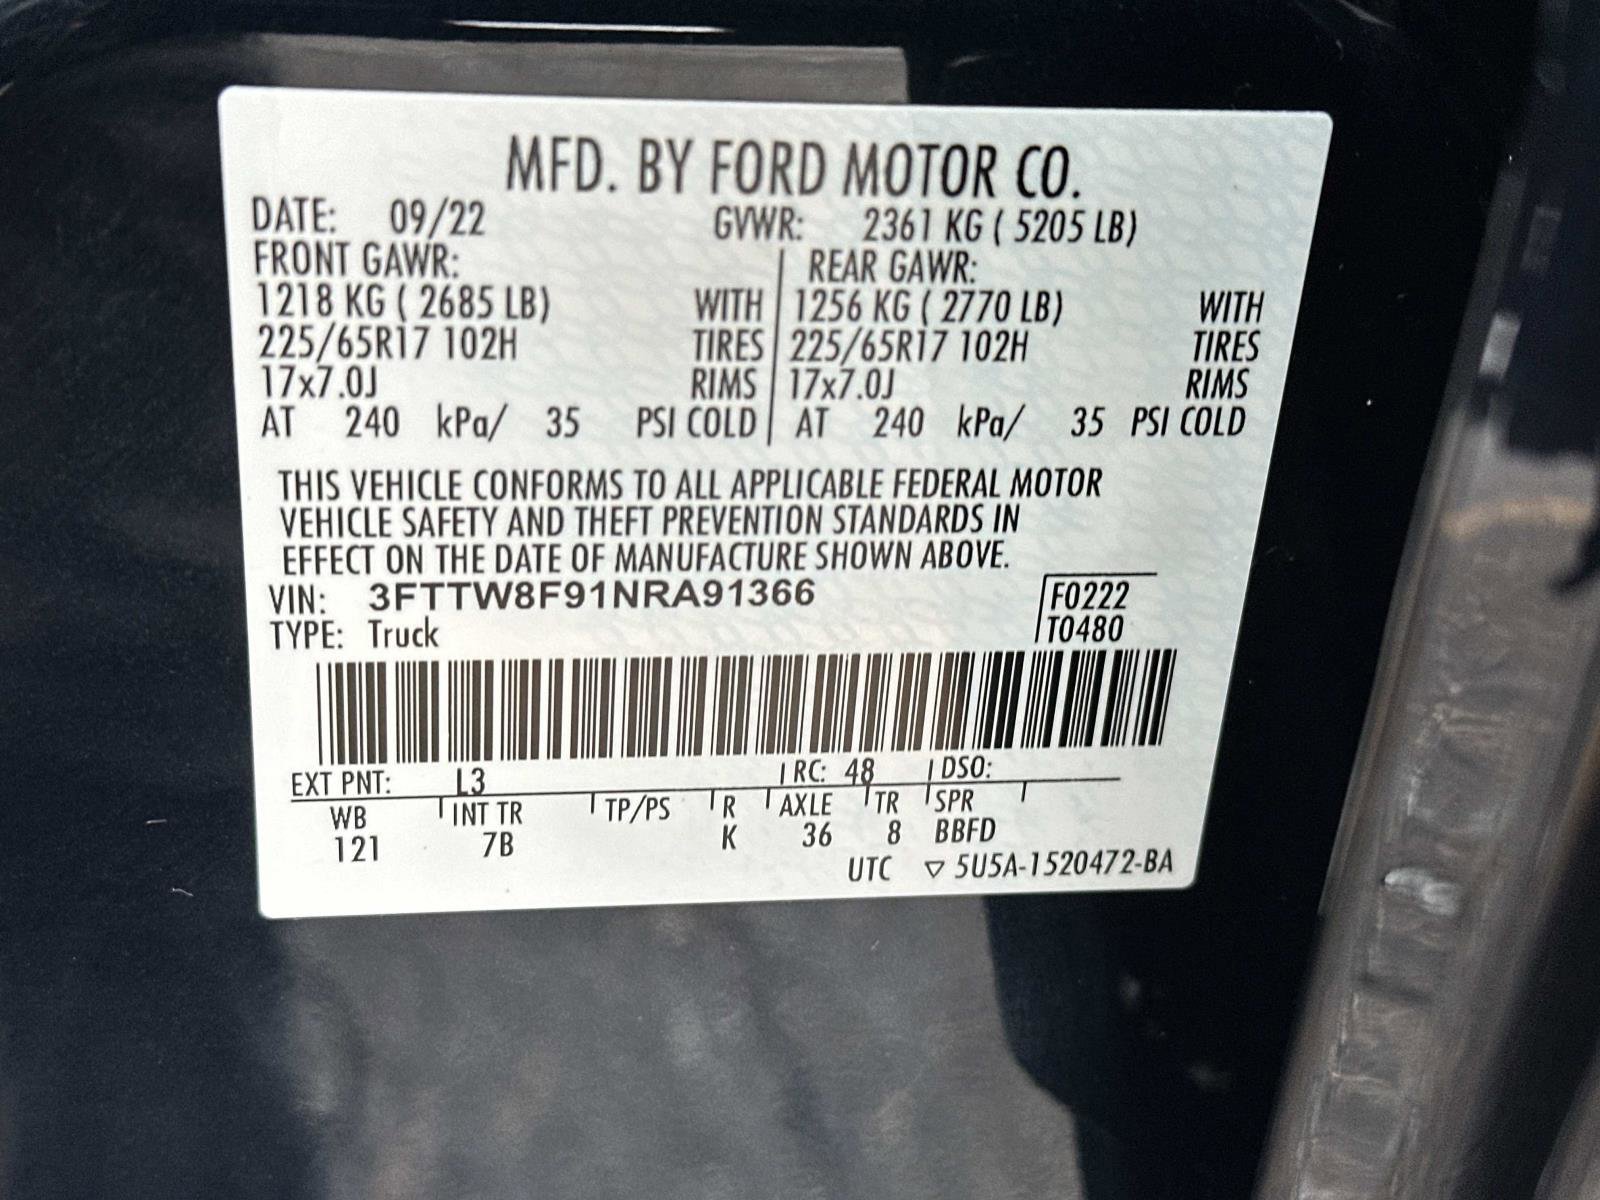 MFD. BY FORD MOTOR CO.
DATE: 09/22 GVWR: 2361 KG ( 5205 LB)
FRONT GAWR: REAR GAWR:
1218 KG ( 2685 LB) WITH 1256 KG ( 2770 LB) WITH
225/65R17 102H TIRES 225/65R17 102H TIRES
17x7.0J RIMS 17x7.0J RIMS
AT 240 kPa/ 35 PSI COLD AT 240 kPa/ 35 PSI COLD
THIS VEHICLE CONFORMS TO ALL APPLICABLE FEDERAL MOTOR
VEHICLE SAFETY AND THEFT PREVENTION STANDARDS IN
EFFECT ON THE DATE OF MANUFACTURE SHOWN ABOVE.
VIN: 3FTTW8F91NRA91366 F0222
TYPE: Truck T0480
EXT PNT: L3 RC: 48 DSO:
WB INT TR TP/PS R AXLE TR SPR
121 7B K 36 8 BBFD
UTC ▽ 5U5A-1520472-BA